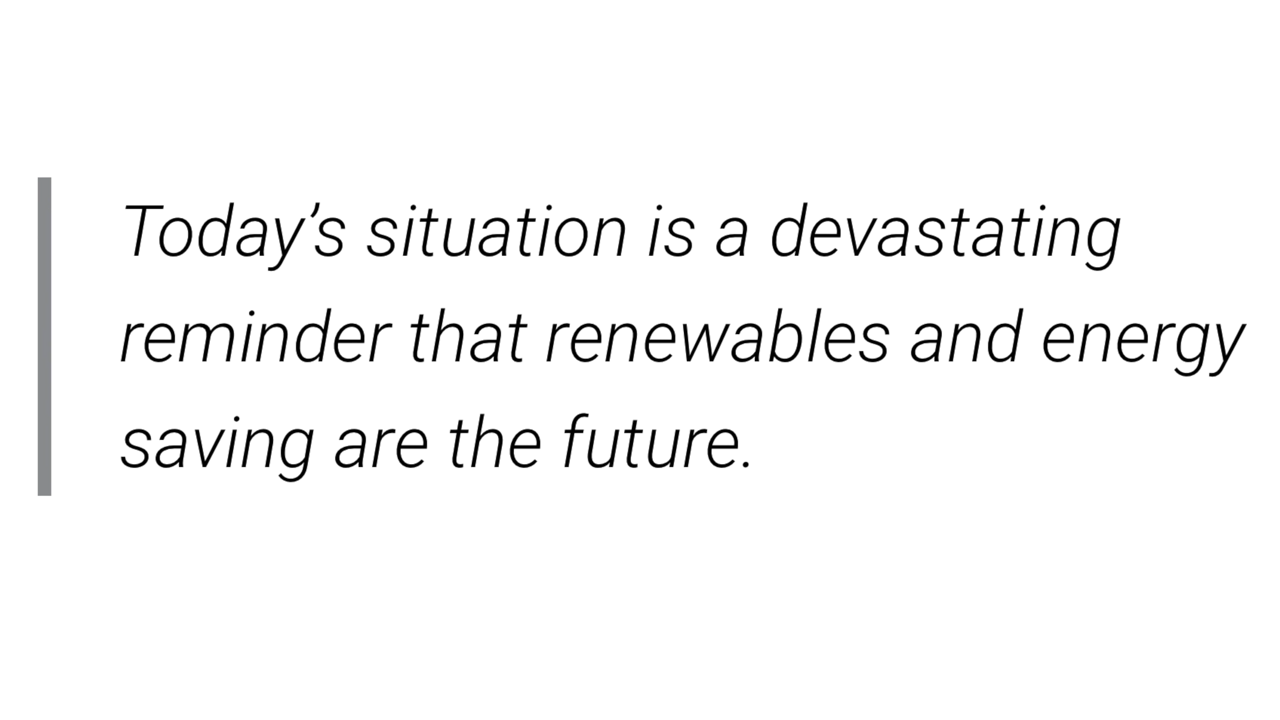 Today’s situation is a devastating
reminder that renewables and energy
saving are the future.